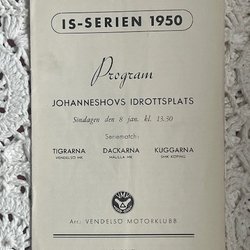 IS-SERIEN 1950
Program
JOHANNESHOVS IDROTTSPLATS
Söndagen den 8 jan. kl. 13.30
Seriematch:
TIGRARNA DACKARNA KUGGARNA
VENDELSÖ MK MÅLILLA MK SMK KÖPING
Arr.: VENDELSÖ MOTORKLUBB